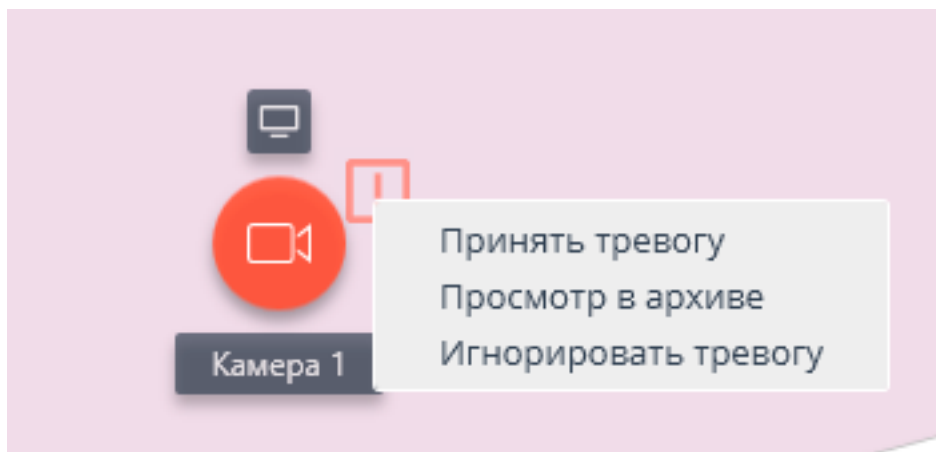 Принять тревогу
Просмотр в архиве
Игнорировать тревогу
Камера 1